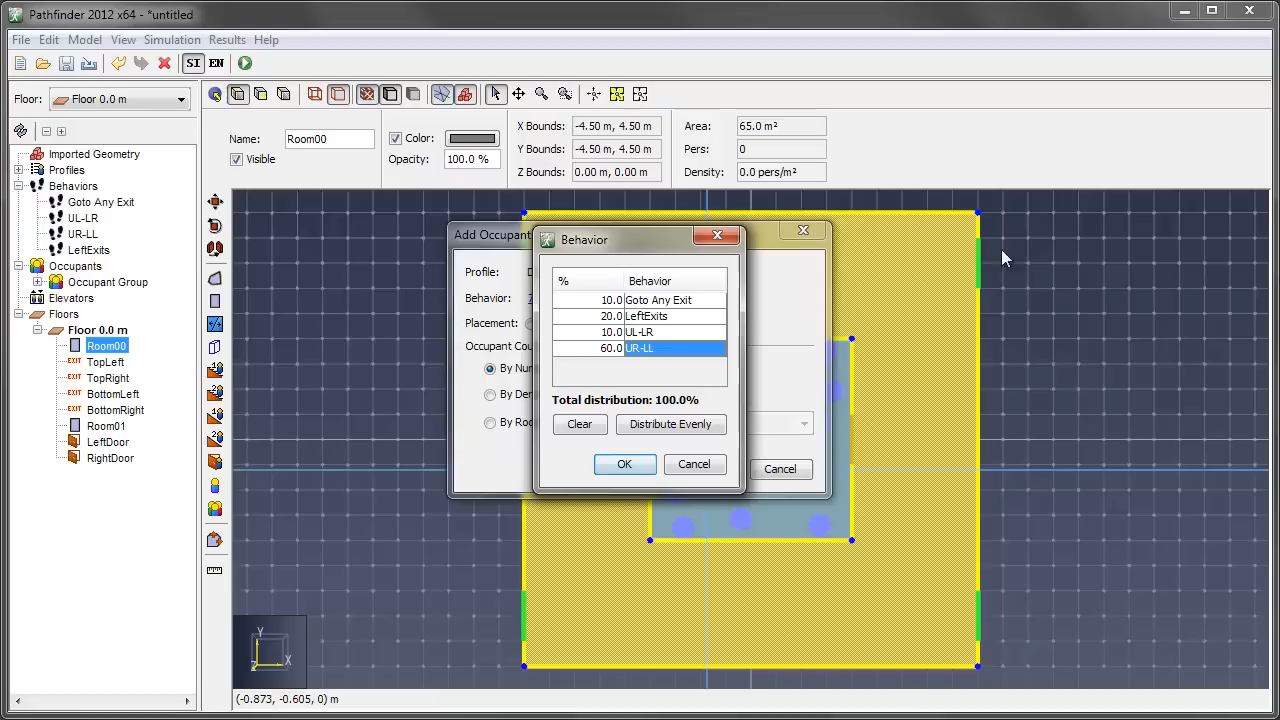 Pathfinder 2012 x64 - *untitled
File Edit Model View Simulation Results Help
SI EN
Floor: Floor 0.0 m
Name: Room00
Visible
Color:
Opacity: 100.0 %
X Bounds: -4.50 m, 4.50 m
Y Bounds: -4.50 m, 4.50 m
Z Bounds: 0.00 m, 0.00 m
Area: 65.0 m²
Pers: 0
Density: 0.0 pers/m²
Imported Geometry
Profiles
Behaviors
Goto Any Exit
UL-LR
UR-LL
LeftExits
Occupants
Occupant Group
Elevators
Floors
Floor 0.0 m
Room00
EXIT TopLeft
EXIT TopRight
EXIT BottomLeft
EXIT BottomRight
Room01
LeftDoor
RightDoor
Add Occupant
Profile:
Behavior:
Placement:
Occupant Cou
By Num
By Den
By Roo
Cancel
Behavior
% Behavior
10.0 Goto Any Exit
20.0 LeftExits
10.0 UL-LR
60.0 UR-LL
Total distribution: 100.0%
Clear Distribute Evenly
OK Cancel
Y
Z X
(-0.873, -0.605, 0) m